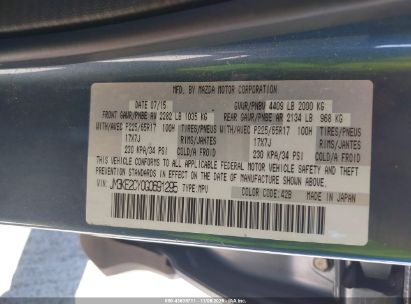 MFD. BY MAZDA MOTOR CORPORATION
DATE 07/15 GVWR/PNBV 4409 LB 2000 KG
FRONT GAWR/PNBE AV 2282 LB 1035 KG REAR GAWR/PNBE AR 2134 LB 968 KG
WITH/AVEC P225/65R17 100H TIRES/PNEUS WITH/AVEC P225/65R17 100H TIRES/PNEUS
17X7J WHEELS/JANTES 17X7J
230 KPA/34 PSI COLD/A FROID 230 KPA/34 PSI COLD/A FROID
THIS VEHICLE CONFORMS TO ALL APPLICABLE FEDERAL MOTOR VEHICLE
SAFETY, BUMPER, AND THEFT PREVENTION STANDARDS IN EFFECT ON
THE DATE OF MANUFACTURE SHOWN ABOVE.
VIN: JM3KE2CY0G0691285 TYPE: MPV COLOR CODE: 42B MADE IN JAPAN